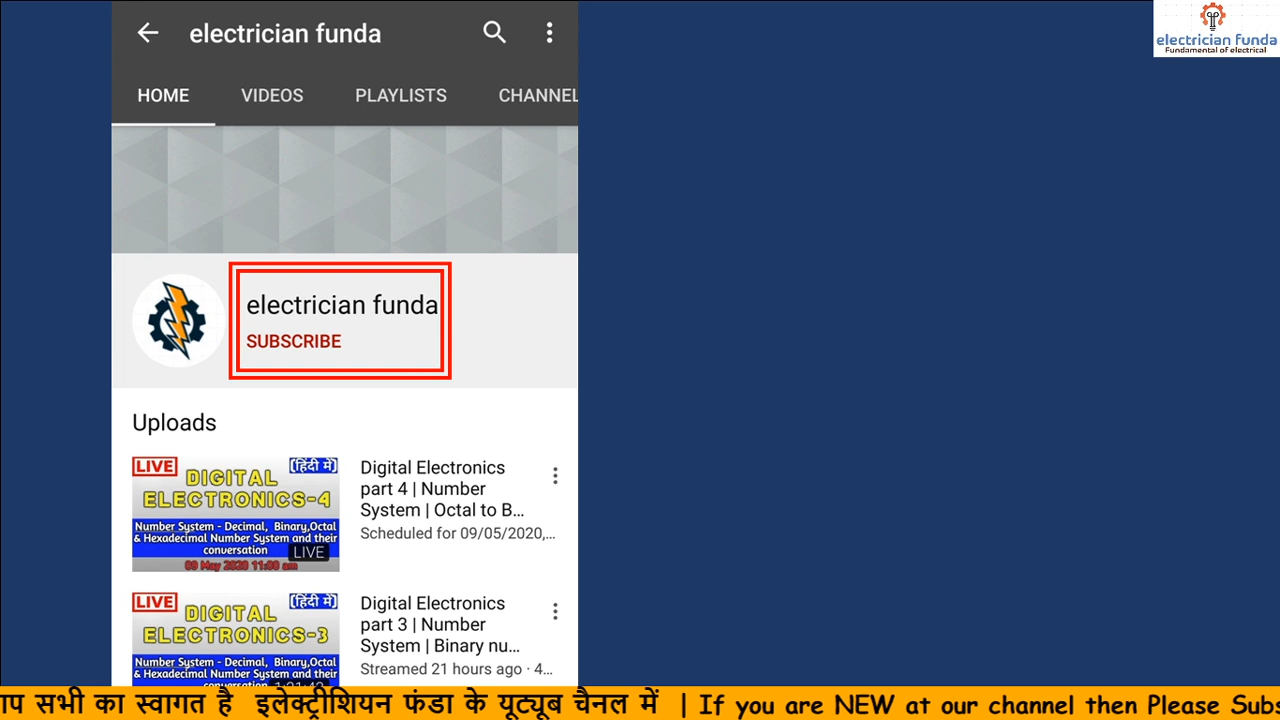 electrician funda
electrician funda
Fundamental of electrical
HOME VIDEOS PLAYLISTS CHANNEL
electrician funda
SUBSCRIBE
Uploads
LIVE (हिंदी में)
DIGITAL
ELECTRONICS-4
Number System - Decimal, Binary,Octal
& Hexadecimal Number System and their
conversation
LIVE
09 May 2020 11:00 am
Digital Electronics
part 4 | Number
System | Octal to B...
Scheduled for 09/05/2020,...
LIVE (हिंदी में)
DIGITAL
ELECTRONICS-3
Number System - Decimal, Binary,Octal
& Hexadecimal Number System and their
Digital Electronics
part 3 | Number
System | Binary nu...
Streamed 21 hours ago · 4...
ाप सभी का स्वागत है इलेक्ट्रीशियन फंडा के यूट्यूब चैनल में | If you are NEW at our channel then Please Subs